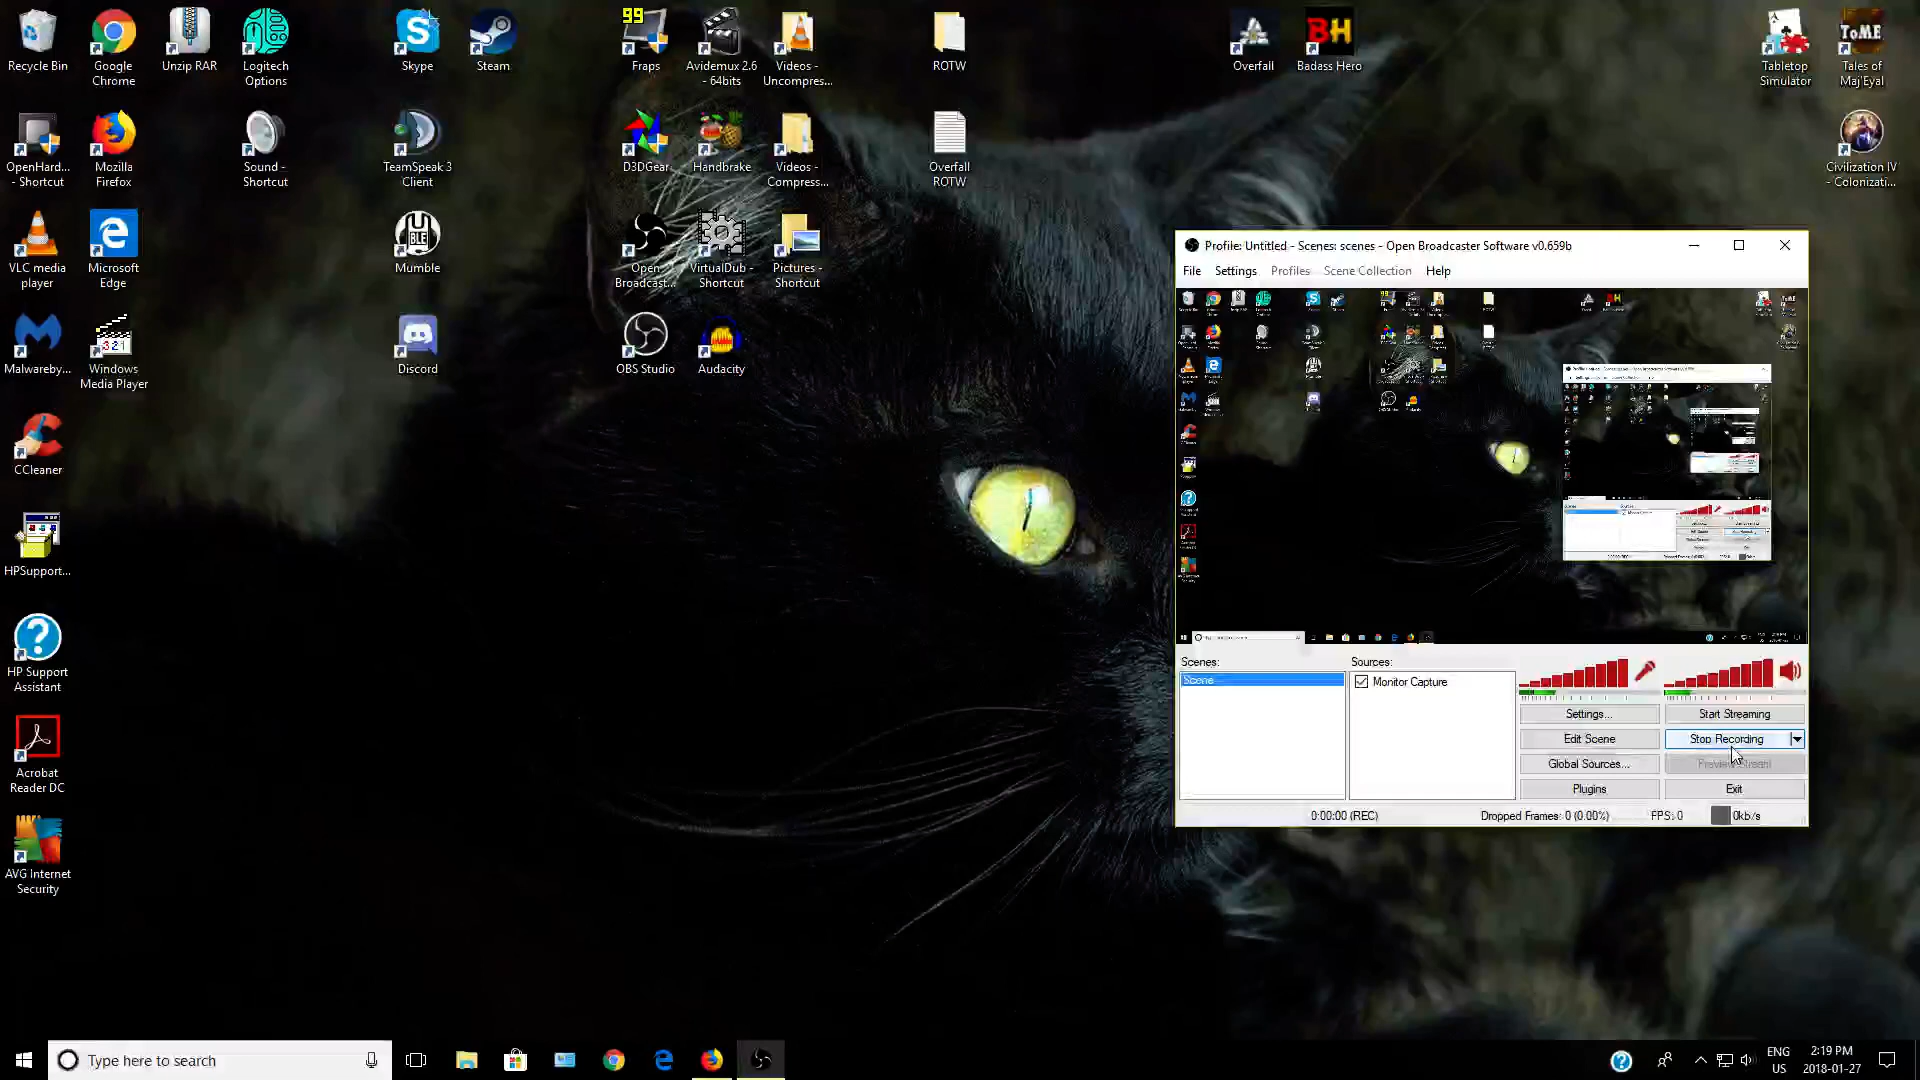 Recycle Bin
Google
Chrome
Unzip RAR
Logitech
Options
Skype
Steam
99
Fraps
Avidemux 2.6
- 64bits
Videos -
Uncompres...
ROTW
Overfall
BH
Badass Hero
Tabletop
Simulator
ToME
Tales of
Maj'Eyal
OpenHard...
- Shortcut
Mozilla
Firefox
Sound -
Shortcut
TeamSpeak 3
Client
D3DGear
Handbrake
Videos -
Compress...
Overfall
ROTW
Civilization IV
- Colonizati...
VLC media
player
Microsoft
Edge
Mumble
Open
Broadcast...
VirtualDub -
Shortcut
Pictures -
Shortcut
Malwareby...
321
Windows
Media Player
Discord
OBS Studio
Audacity
CCleaner
HPSupport...
HP Support
Assistant
Acrobat
Reader DC
AVG Internet
Security
Profile: Untitled - Scenes: scenes - Open Broadcaster Software v0.659b
File Settings Profiles Scene Collection Help
Scenes:
Scene
Sources:
Monitor Capture
Settings...
Start Streaming
Edit Scene
Stop Recording
Global Sources...
Preview Stream
Plugins
Exit
0:00:00 (REC)
Dropped Frames: 0 (0.00%)
FPS: 0
0kb/s
Type here to search
ENG
US
2:19 PM
2018-01-27